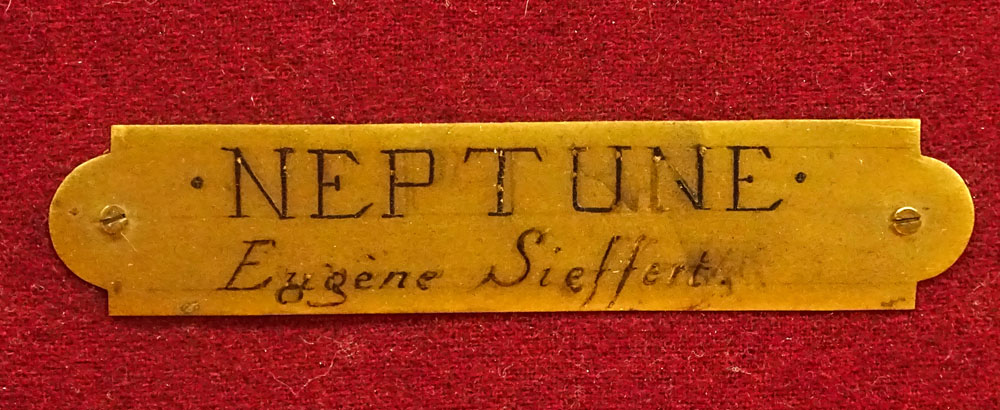 · NEPTUNE ·
Eugène Sieffert.